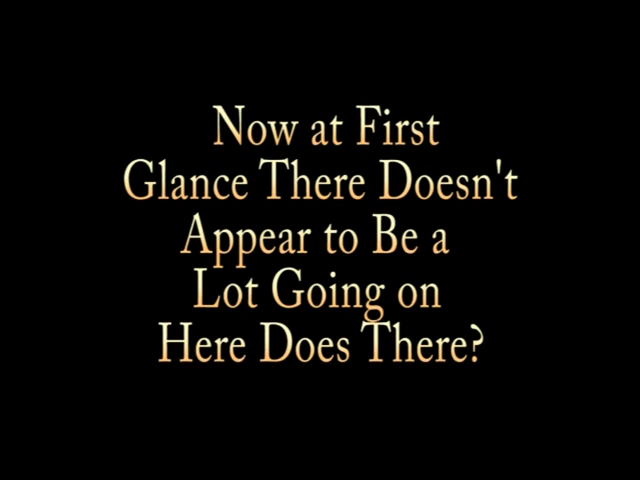 Now at First
Glance There Doesn't
Appear to Be a
Lot Going on
Here Does There?